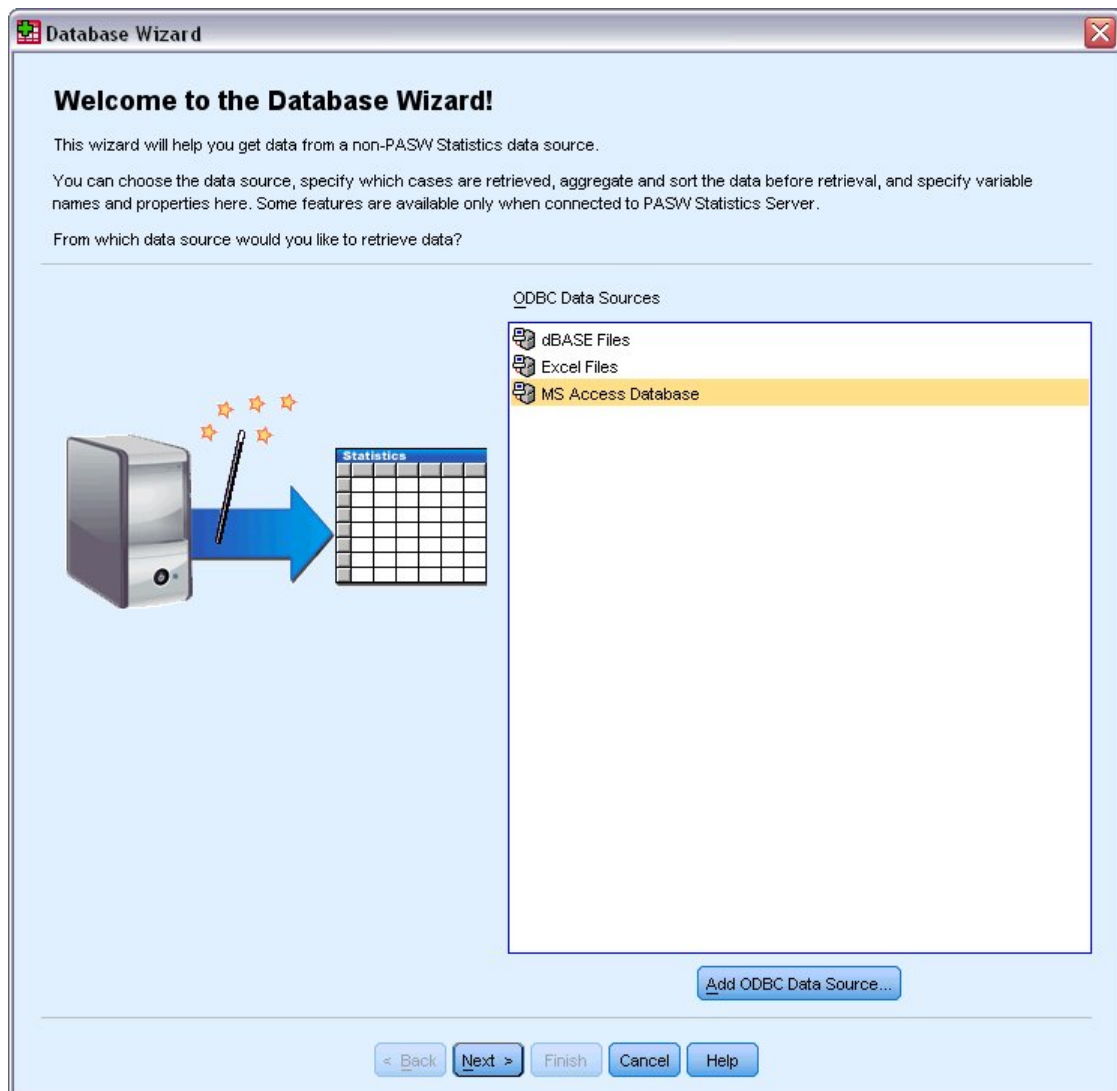 Database Wizard
Welcome to the Database Wizard!
This wizard will help you get data from a non-PASW Statistics data source.
You can choose the data source, specify which cases are retrieved, aggregate and sort the data before retrieval, and specify variable
names and properties here. Some features are available only when connected to PASW Statistics Server.
From which data source would you like to retrieve data?
ODBC Data Sources
dBASE Files
Excel Files
MS Access Database
Statistics
Add ODBC Data Source...
< Back Next > Finish Cancel Help